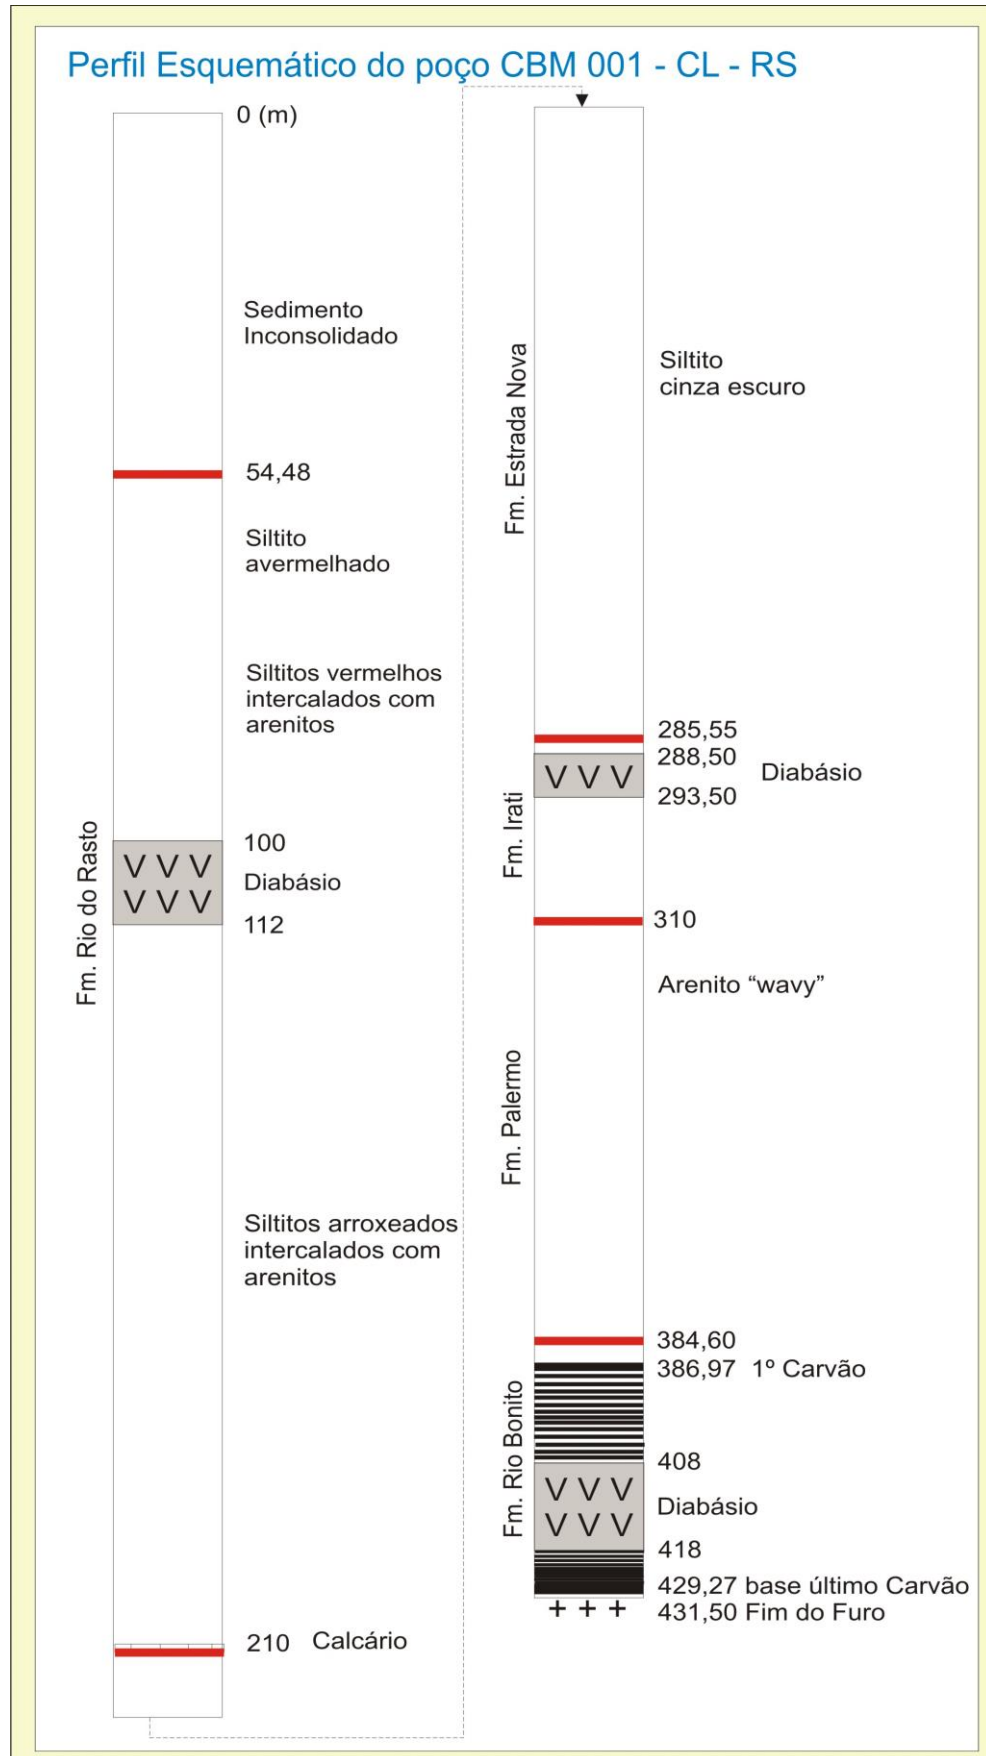 Perfil Esquemático do poço CBM 001 - CL - RS
0 (m)
Sedimento
Inconsolidado
54,48
Siltito
avermelhado
Siltitos vermelhos
intercalados com
arenitos
Fm. Rio do Rasto
100
V V V
Diabásio
V V V
112
Siltitos arroxeados
intercalados com
arenitos
210 Calcário
Fm. Estrada Nova
Siltito
cinza escuro
285,55
288,50
V V V Diabásio
293,50
Fm. Irati
310
Arenito “wavy”
Fm. Palermo
384,60
386,97 1º Carvão
Fm. Rio Bonito
408
V V V
Diabásio
V V V
418
429,27 base último Carvão
+ + + 431,50 Fim do Furo